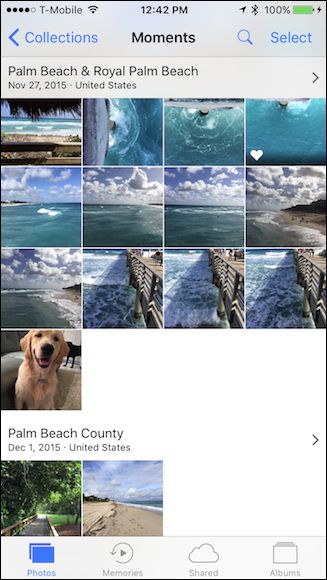 T-Mobile 12:42 PM 100%
Collections Moments Select
Palm Beach & Royal Palm Beach
Nov 27, 2015 · United States
Palm Beach County
Dec 1, 2015 · United States
Photos Memories Shared Albums